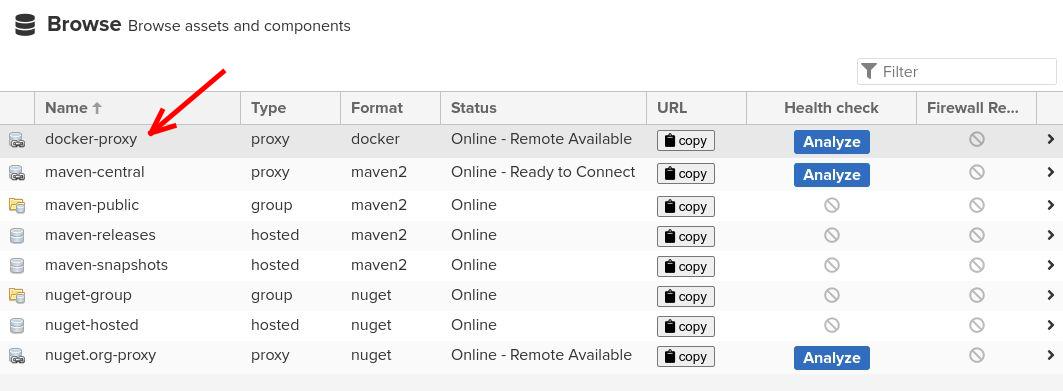 Browse Browse assets and components
Filter
Name Type Format Status URL Health check Firewall Re...
docker-proxy proxy docker Online - Remote Available copy Analyze
maven-central proxy maven2 Online - Ready to Connect copy Analyze
maven-public group maven2 Online copy
maven-releases hosted maven2 Online copy
maven-snapshots hosted maven2 Online copy
nuget-group group nuget Online copy
nuget-hosted hosted nuget Online copy
nuget.org-proxy proxy nuget Online - Remote Available copy Analyze